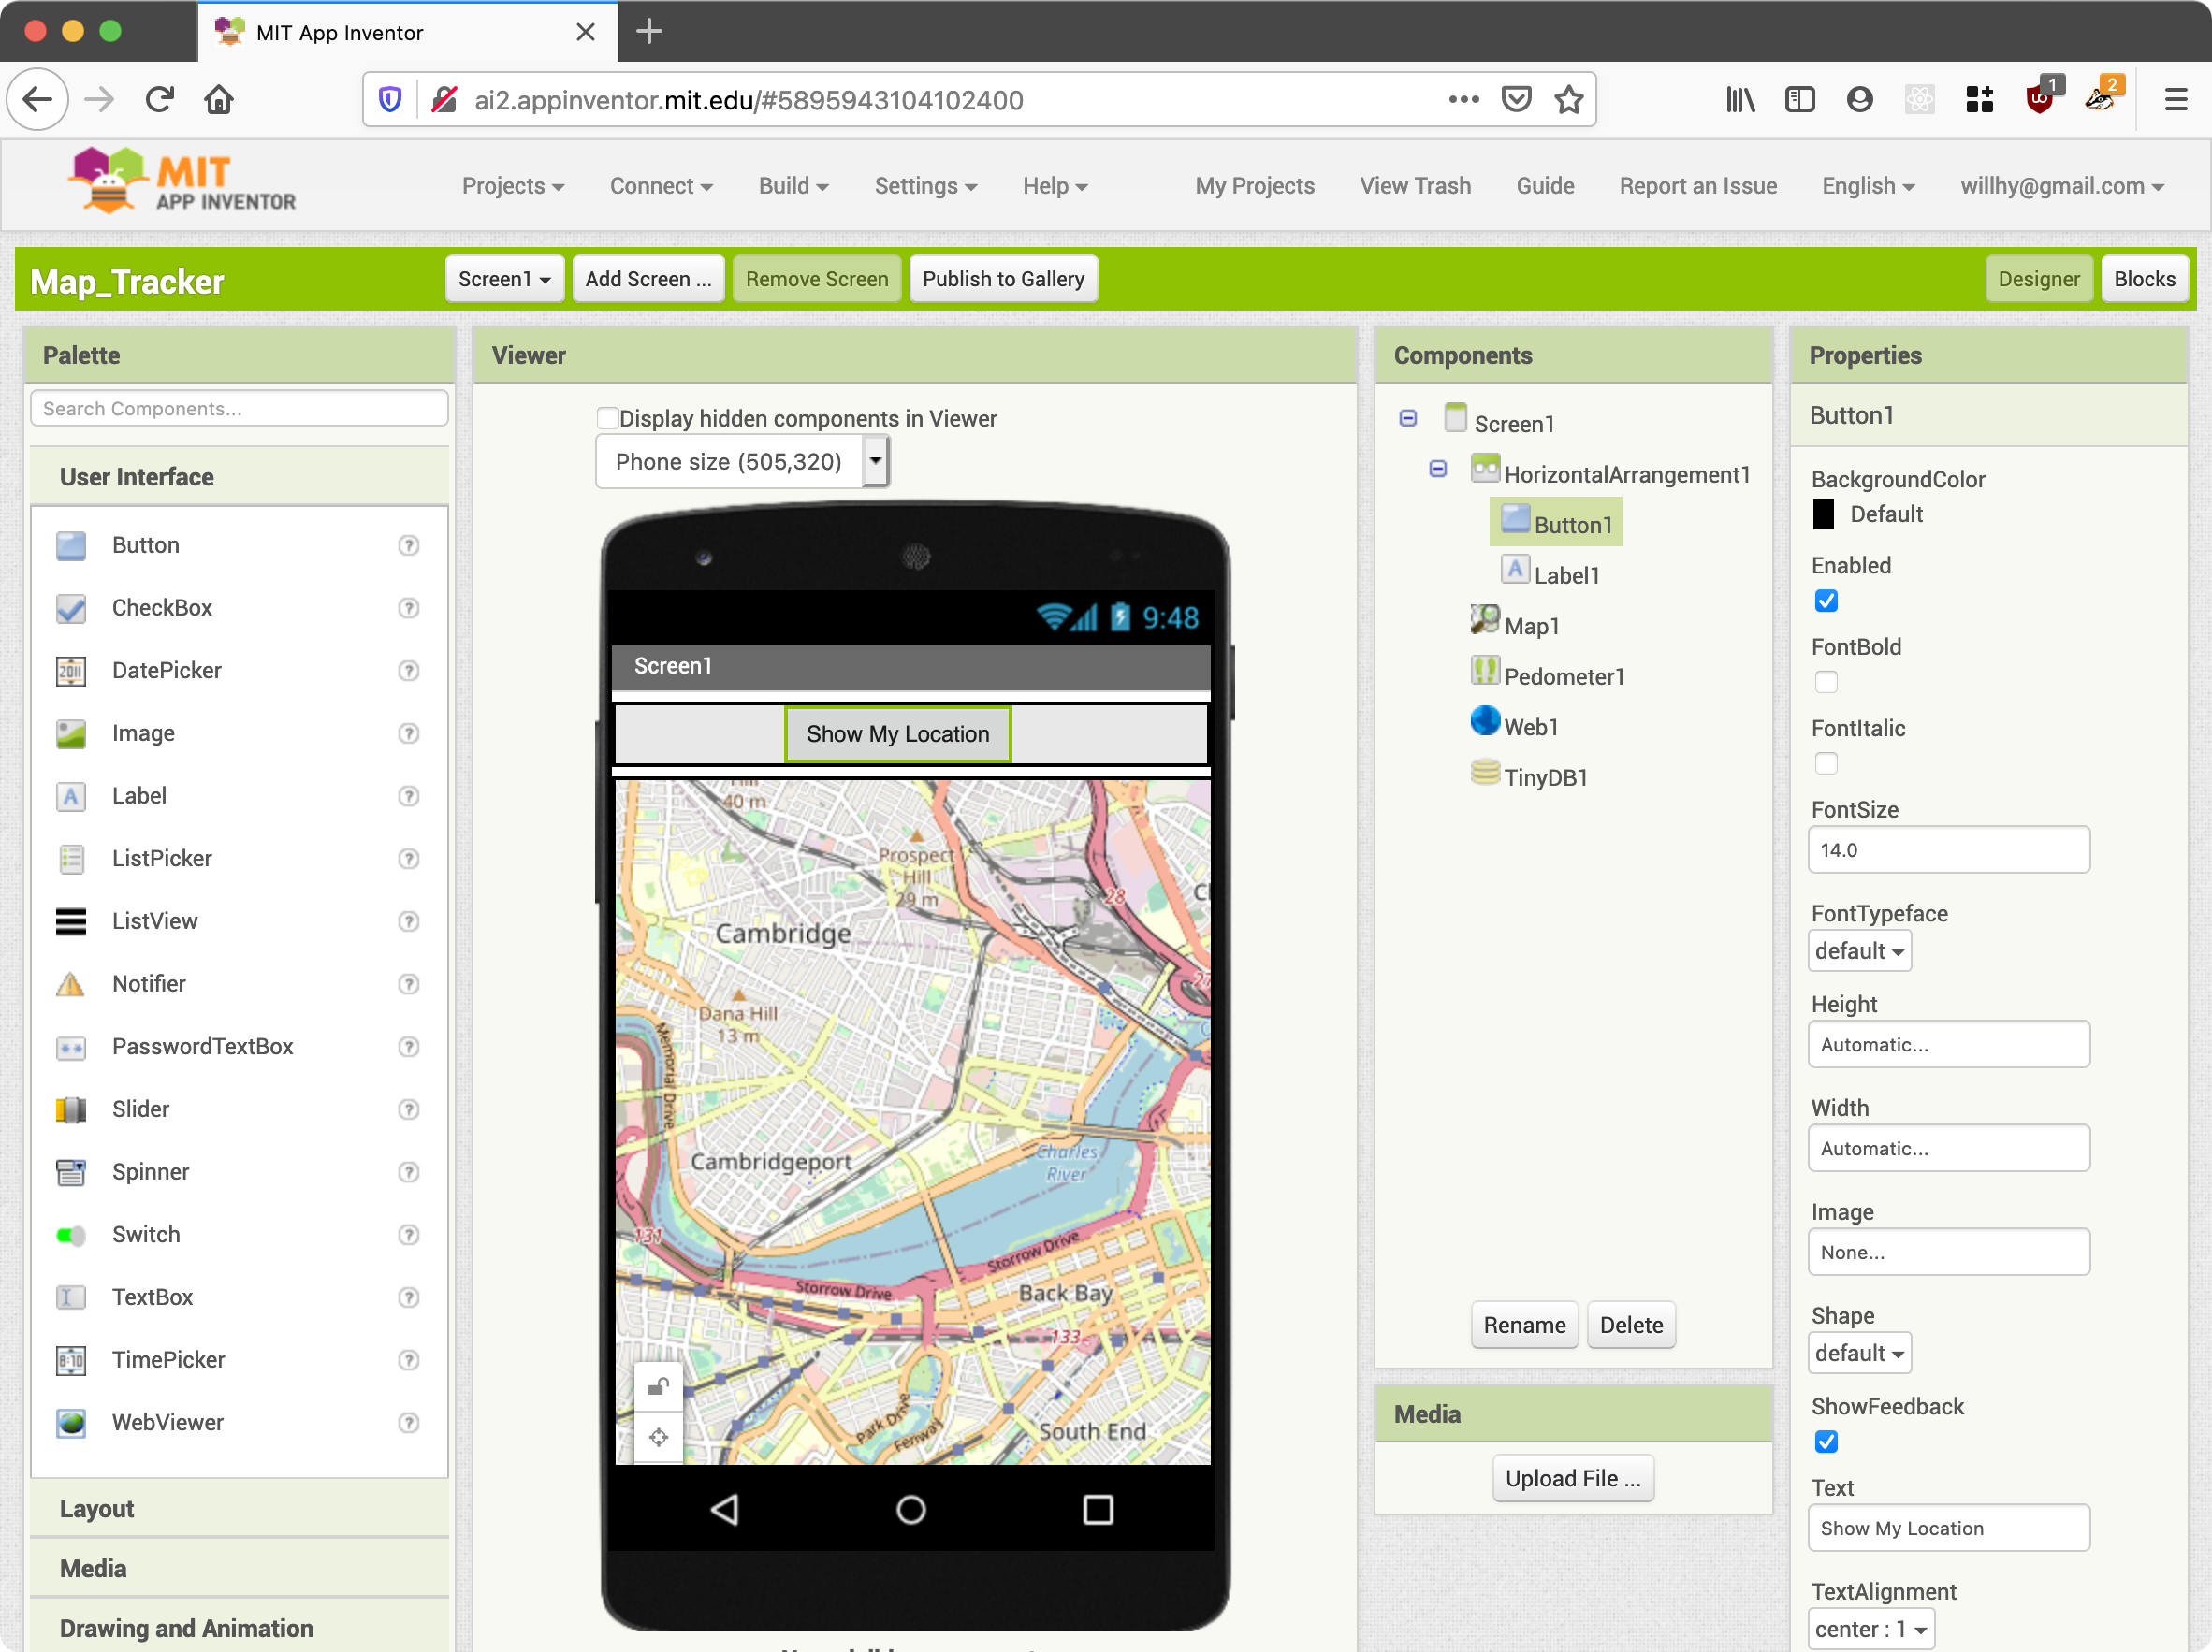 MIT App Inventor
ai2.appinventor.mit.edu/#5895943104102400
1
2
MIT
APP INVENTOR
Projects
Connect
Build
Settings
Help
My Projects
View Trash
Guide
Report an Issue
English
willhy@gmail.com
Map_Tracker
Screen1
Add Screen ...
Remove Screen
Publish to Gallery
Designer
Blocks
Palette
Search Components...
User Interface
Button
CheckBox
DatePicker
Image
Label
ListPicker
ListView
Notifier
PasswordTextBox
Slider
Spinner
Switch
TextBox
TimePicker
WebViewer
Layout
Media
Drawing and Animation
Viewer
Display hidden components in Viewer
Phone size (505,320)
9:48
Screen1
Show My Location
40 m
Prospect
Hill
29 m
28
Cambridge
Dana Hill
13 m
Memorial Drive
Cambridgeport
Charles
River
131
Storrow Drive
Storrow Drive
Back Bay
133
Park Drive
Fenway
South End
Components
Screen1
HorizontalArrangement1
Button1
Label1
Map1
Pedometer1
Web1
TinyDB1
Rename
Delete
Media
Upload File ...
Properties
Button1
BackgroundColor
Default
Enabled
FontBold
FontItalic
FontSize
14.0
FontTypeface
default
Height
Automatic...
Width
Automatic...
Image
None...
Shape
default
ShowFeedback
Text
Show My Location
TextAlignment
center : 1